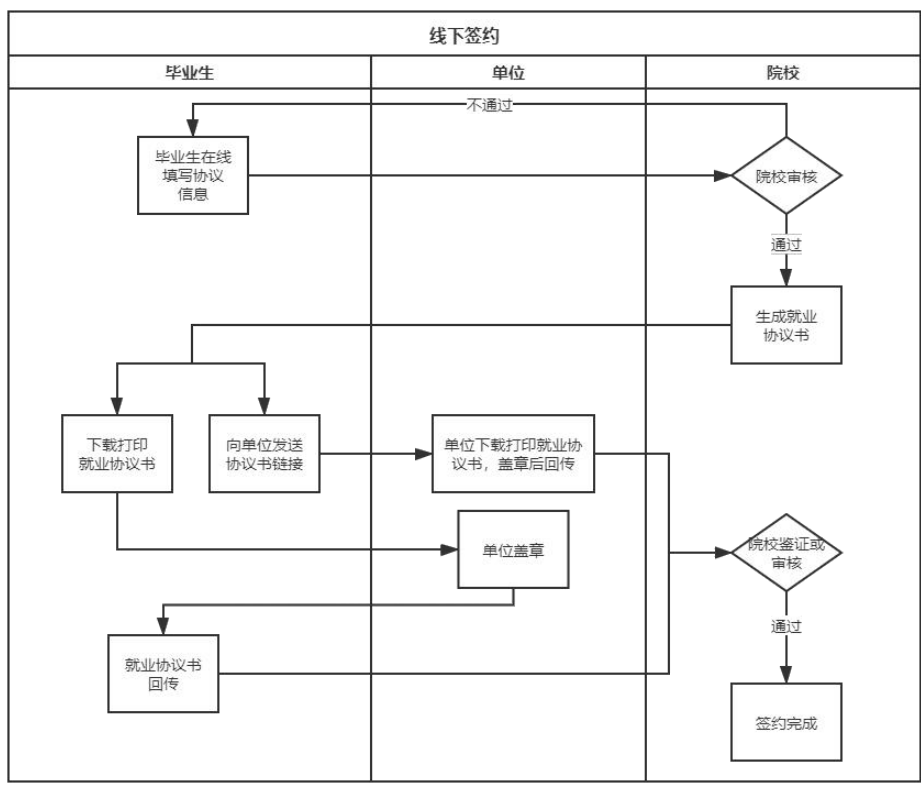 线下签约
毕业生
单位
院校
不通过
毕业生在线
填写协议
信息
院校审核
通过
生成就业
协议书
下载打印
就业协议书
向单位发送
协议书链接
单位下载打印就业协
议书，盖章后回传
单位盖章
院校鉴证或
审核
通过
就业协议书
回传
签约完成